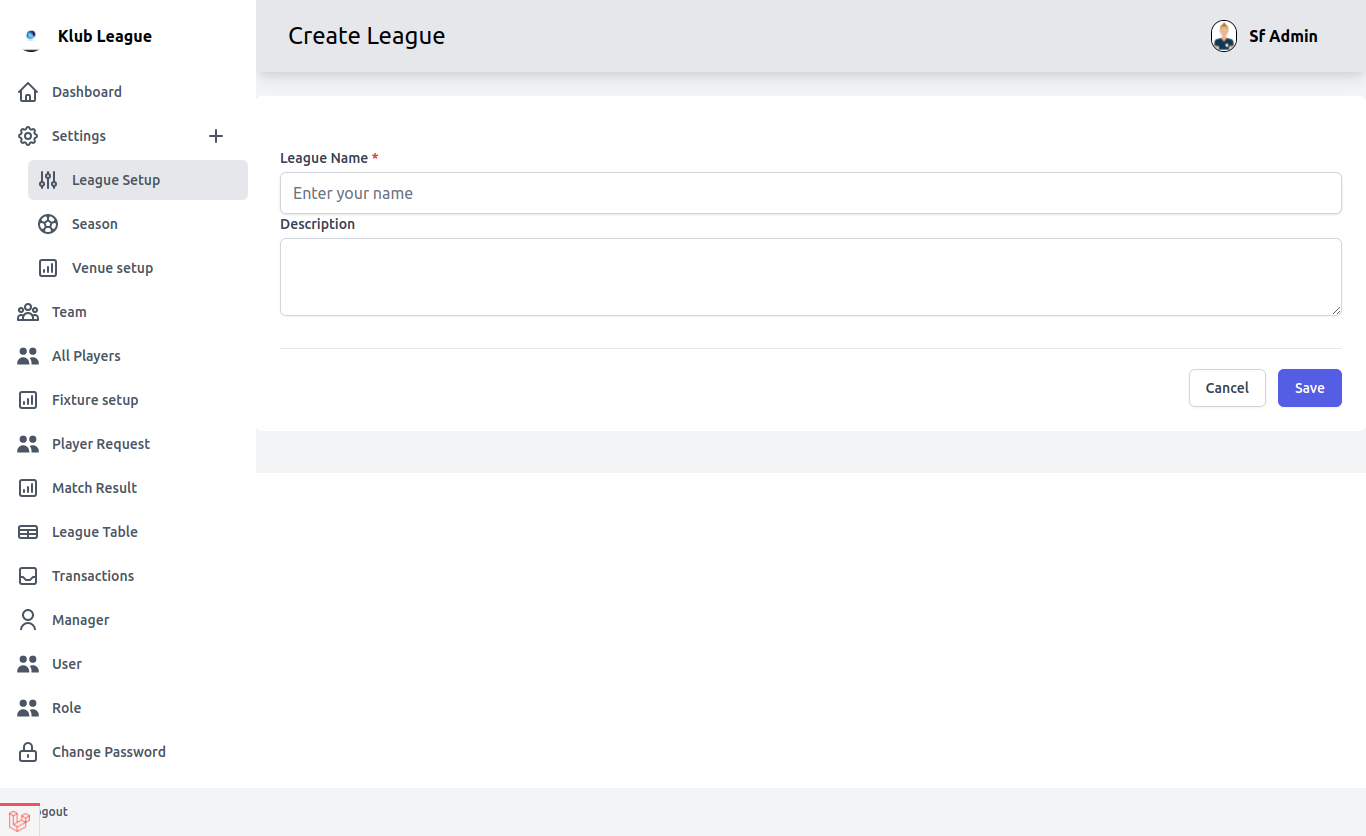 Klub League
Create League
Sf Admin
Dashboard
Settings
League Setup
Season
Venue setup
Team
All Players
Fixture setup
Player Request
Match Result
League Table
Transactions
Manager
User
Role
Change Password
League Name *
Enter your name
Description
Cancel
Save